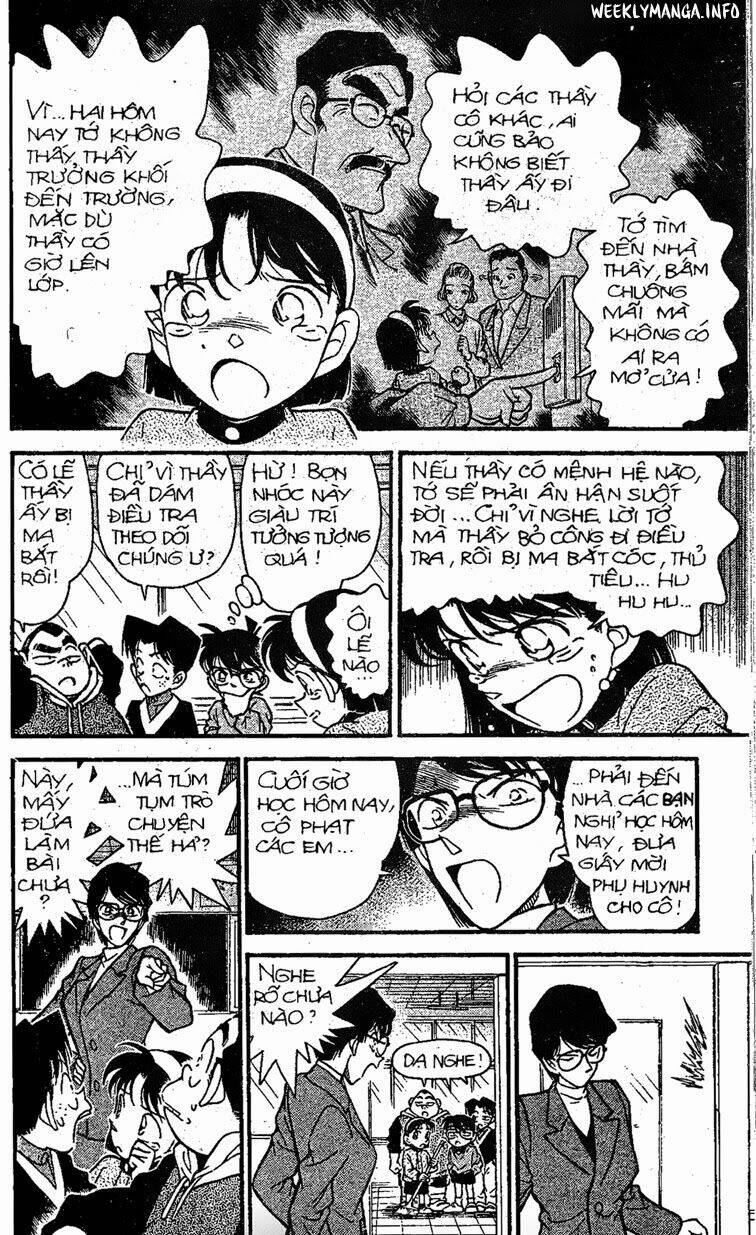 WEEKLYMANGA.INFO
VÌ... HAI HÔM
NAY TỚ KHÔNG
THẤY THẦY
TRƯỞNG KHỐI
ĐẾN TRƯỜNG,
MẶC DÙ
THẦY CÓ
GIỜ LÊN
LỚP.
HỎI CÁC THẦY
CÔ KHÁC, AI
CŨNG BẢO
KHÔNG BIẾT
THẦY ẤY ĐI
ĐÂU.
TỚ TÌM
ĐẾN NHÀ
THẦY, BẤM
CHUÔNG
MÃI MÀ
KHÔNG CÓ
AI RA
MỞ CỬA!
CÓ LẼ
THẦY
ẤY BỊ
MA
BẮT
RỒI!
CHỈ VÌ THẦY
ĐÃ DÁM
ĐIỀU TRA
THEO DÕI
CHÚNG Ư?
HỪ! BỌN
NHÓC NÀY
GIÀU TRÍ
TƯỞNG TƯỢNG
QUÁ!
ÔI
LẼ
NÀO...
NẾU THẦY CÓ MỆNH HỆ NÀO,
TỚ SẼ PHẢI ÂN HẬN SUỐT
ĐỜI... CHỈ VÌ NGHE LỜI TỚ
MÀ THẦY BỎ CÔNG ĐI ĐIỀU
TRA, RỒI BỊ MA BẮT CÓC, THỦ
TIÊU... HU
HU HU...
NÀY,
MẤY
ĐỨA
LÀM
BÀI
CHƯA
?
...MÀ TÚM
TỤM TRÒ
CHUYỆN
THẾ HẢ?
CUỐI GIỜ
HỌC HÔM NAY,
CÔ PHẠT
CÁC EM...
...PHẢI ĐẾN
NHÀ CÁC BẠN
NGHỈ HỌC HÔM
NAY, ĐƯA
GIẤY MỜI
PHỤ HUYNH
CHO CÔ!
NGHE
RÕ CHƯA
NÀO?
DẠ NGHE!